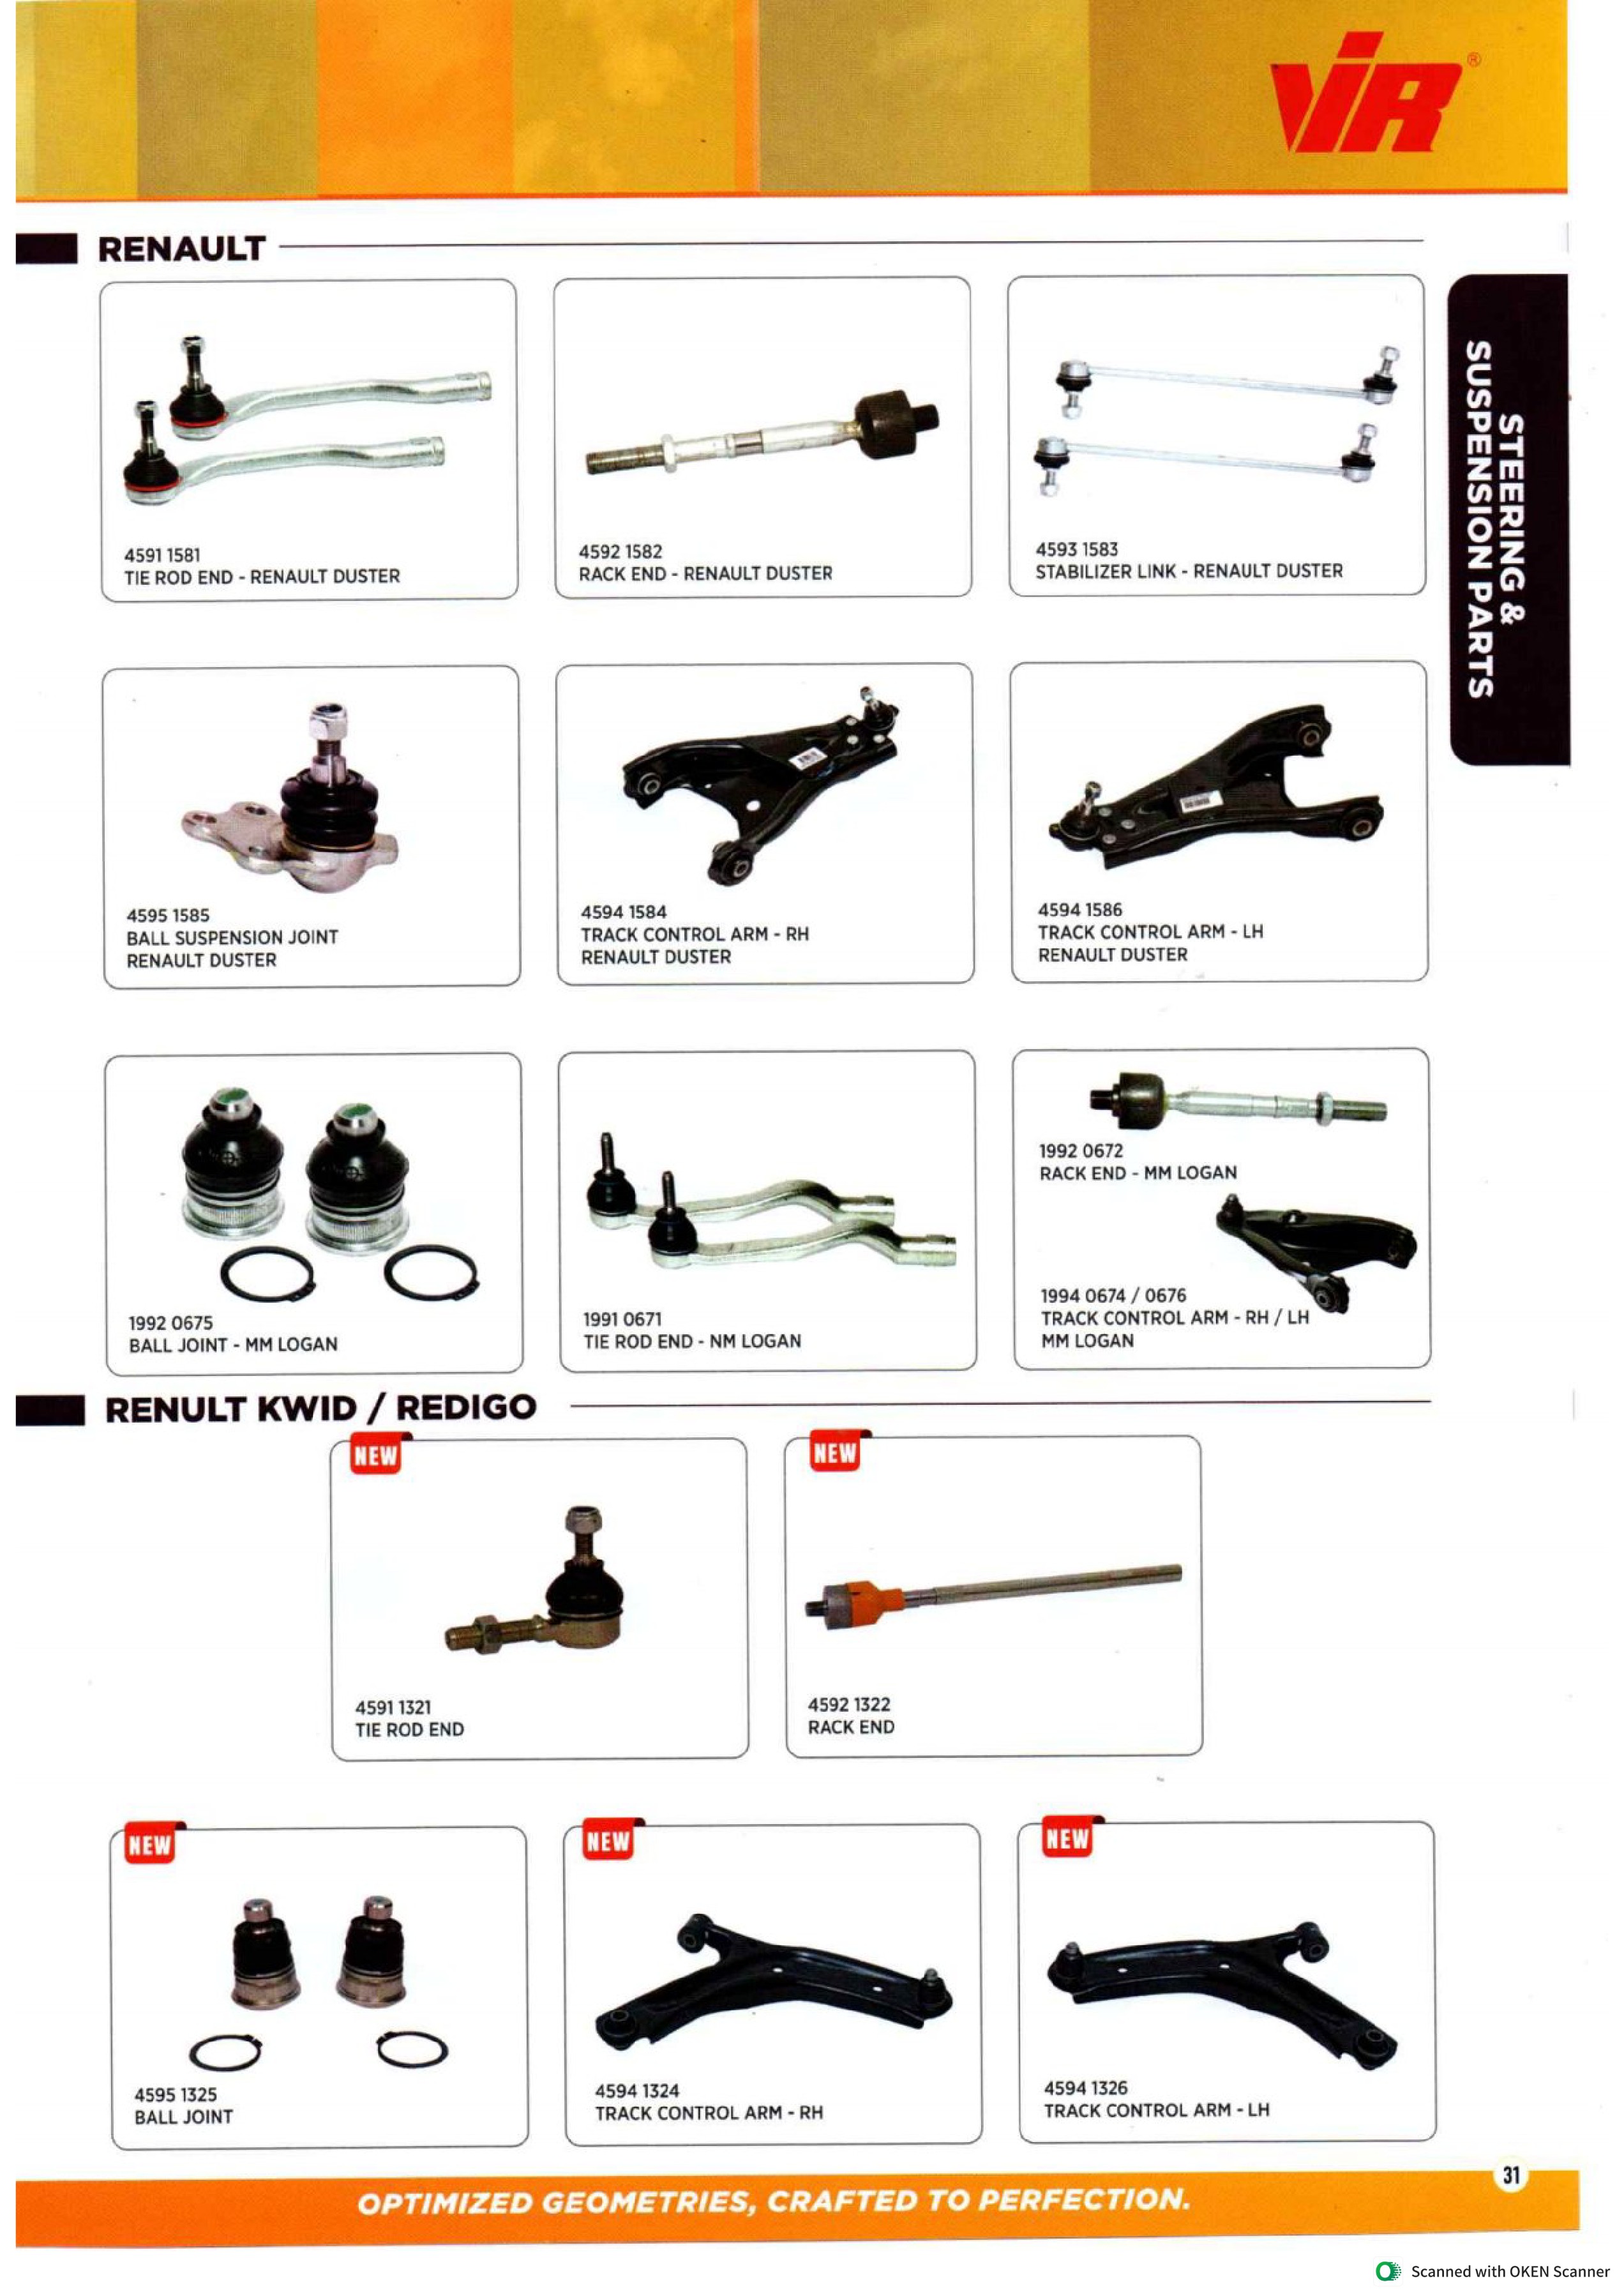 ViR®
RENAULT
4591 1581
TIE ROD END - RENAULT DUSTER
4592 1582
RACK END - RENAULT DUSTER
4593 1583
STABILIZER LINK - RENAULT DUSTER
STEERING &
SUSPENSION PARTS
4595 1585
BALL SUSPENSION JOINT
RENAULT DUSTER
4594 1584
TRACK CONTROL ARM - RH
RENAULT DUSTER
4594 1586
TRACK CONTROL ARM - LH
RENAULT DUSTER
1992 0675
BALL JOINT - MM LOGAN
1991 0671
TIE ROD END - NM LOGAN
1992 0672
RACK END - MM LOGAN
1994 0674 / 0676
TRACK CONTROL ARM - RH / LH
MM LOGAN
RENULT KWID / REDIGO
NEW
4591 1321
TIE ROD END
NEW
4592 1322
RACK END
NEW
4595 1325
BALL JOINT
NEW
4594 1324
TRACK CONTROL ARM - RH
NEW
4594 1326
TRACK CONTROL ARM - LH
31
OPTIMIZED GEOMETRIES, CRAFTED TO PERFECTION.
Scanned with OKEN Scanner